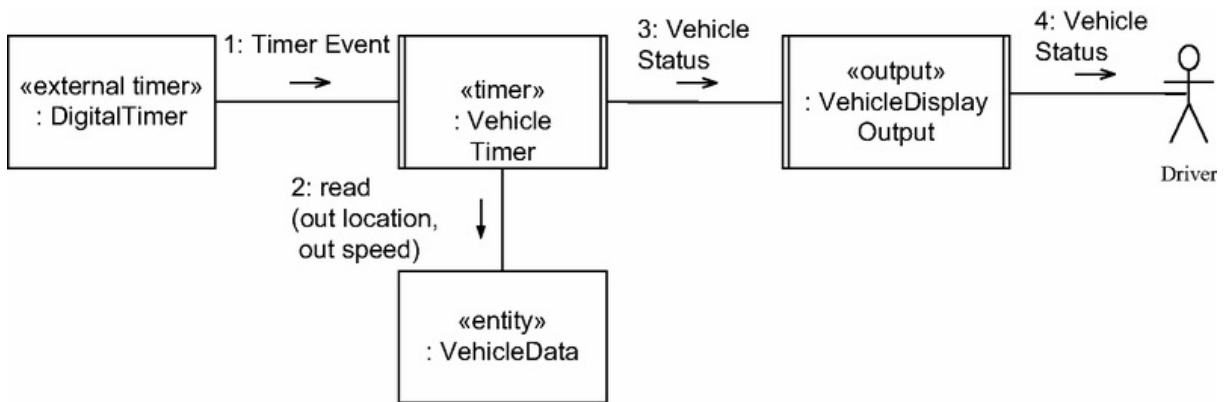 1: Timer Event
3: Vehicle
Status
4: Vehicle
Status
«external timer»
: DigitalTimer
«timer»
: Vehicle
Timer
«output»
: VehicleDisplay
Output
Driver
2: read
(out location,
out speed)
«entity»
: VehicleData